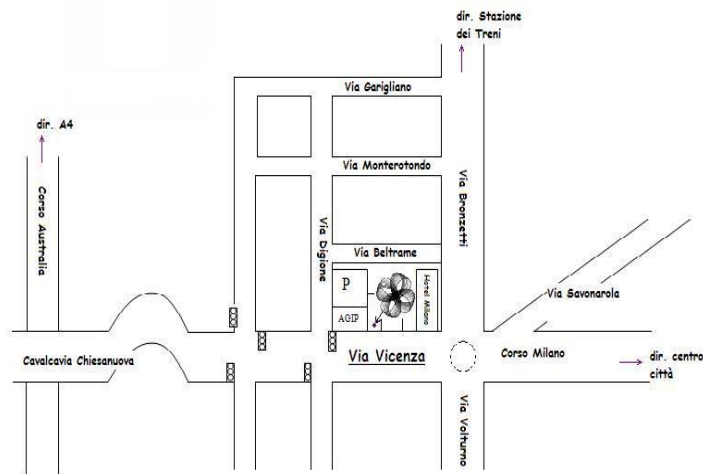 dir. Stazione
dei Treni
Via Garigliano
dir. A4
Via Monterotondo
Corso Australia
Via Digione
Via Bronzetti
Via Beltrame
P
Hotel Milano
Via Savonarola
AGIP
Cavalcavia Chiesanuova
Via Vicenza
Corso Milano
dir. centro
città
Via Volturno